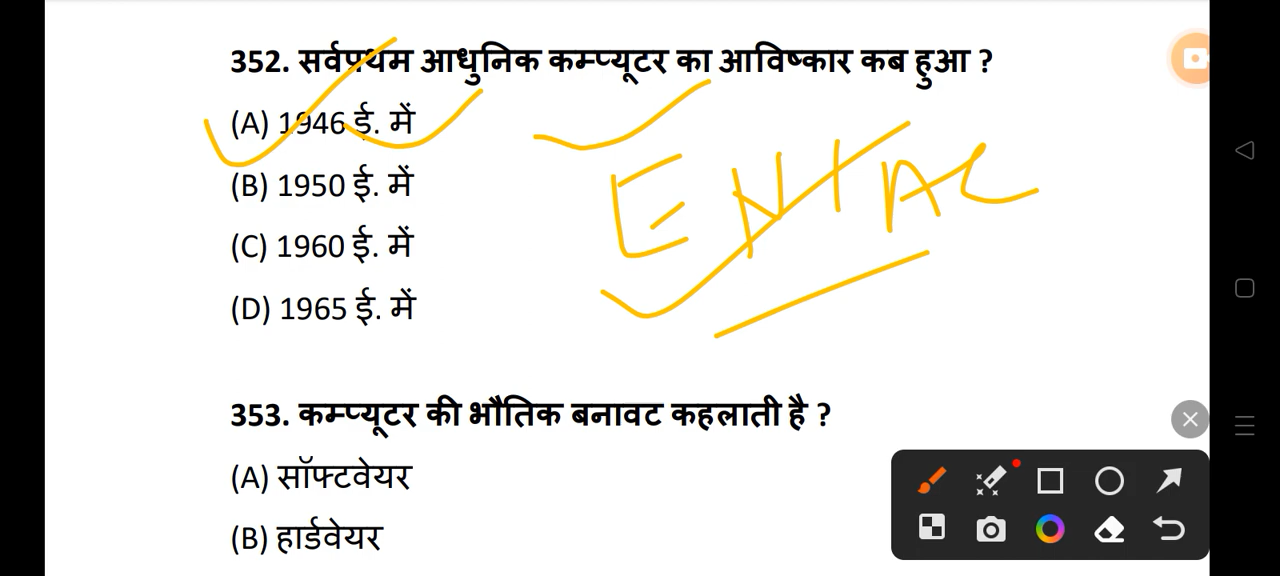 352. सर्वप्रथम आधुनिक कम्प्यूटर का आविष्कार कब हुआ ?
(A) 1946 ई. में
(B) 1950 ई. में
(C) 1960 ई. में
(D) 1965 ई. में
ENIAC
353. कम्प्यूटर की भौतिक बनावट कहलाती है ?
(A) सॉफ्टवेयर
(B) हार्डवेयर